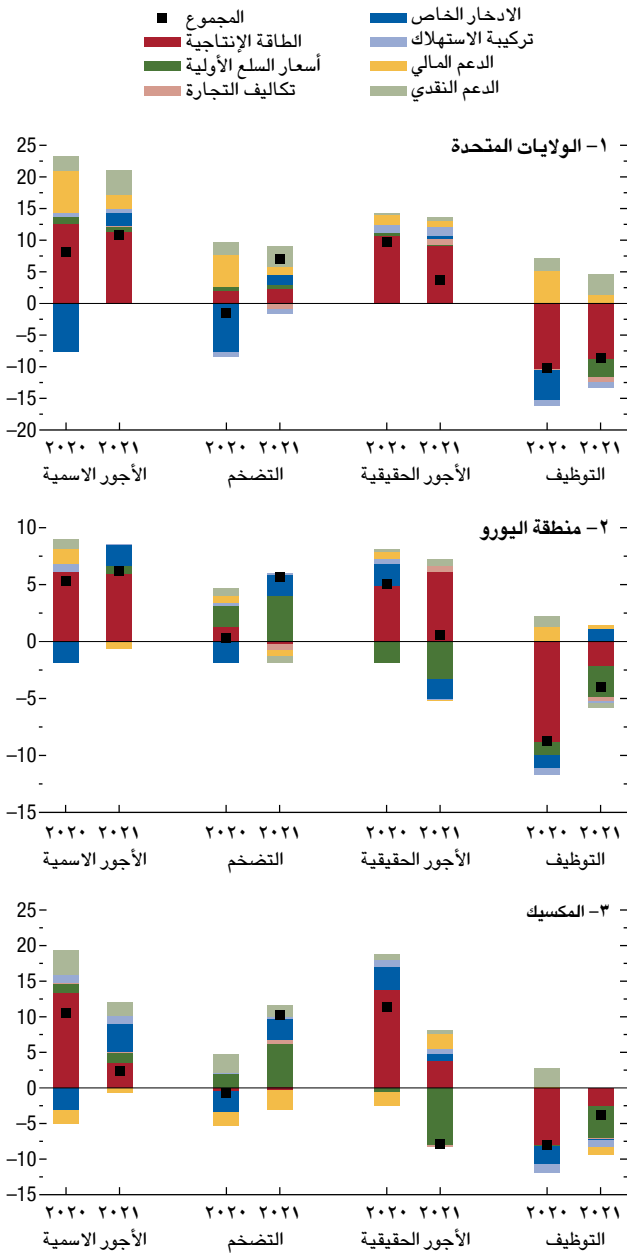 المجموع
الطاقة الإنتاجية
أسعار السلع الأولية
تكاليف التجارة
الادخار الخاص
تركيبة الاستهلاك
الدعم المالي
الدعم النقدي
١– الولايات المتحدة
25
20
15
10
5
0
–5
–10
–15
–20
٢٠٢٠ ٢٠٢١ ٢٠٢٠ ٢٠٢١ ٢٠٢٠ ٢٠٢١ ٢٠٢٠ ٢٠٢١
الأجور الاسمية التضخم الأجور الحقيقية التوظيف
٢– منطقة اليورو
10
5
0
–5
–10
–15
٢٠٢٠ ٢٠٢١ ٢٠٢٠ ٢٠٢١ ٢٠٢٠ ٢٠٢١ ٢٠٢٠ ٢٠٢١
الأجور الاسمية التضخم الأجور الحقيقية التوظيف
٣– المكسيك
25
20
15
10
5
0
–5
–10
–15
٢٠٢٠ ٢٠٢١ ٢٠٢٠ ٢٠٢١ ٢٠٢٠ ٢٠٢١ ٢٠٢٠ ٢٠٢١
الأجور الاسمية التضخم الأجور الحقيقية التوظيف